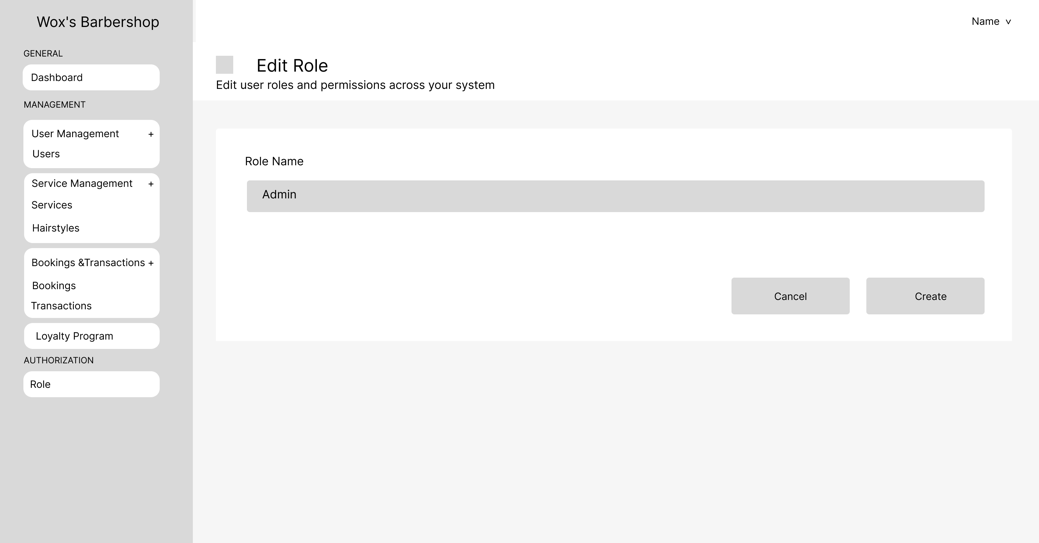 Wox's Barbershop
GENERAL
Dashboard
MANAGEMENT
User Management +
Users
Service Management +
Services
Hairstyles
Bookings &Transactions +
Bookings
Transactions
Loyalty Program
AUTHORIZATION
Role
Name v
Edit Role
Edit user roles and permissions across your system
Role Name
Admin
Cancel
Create